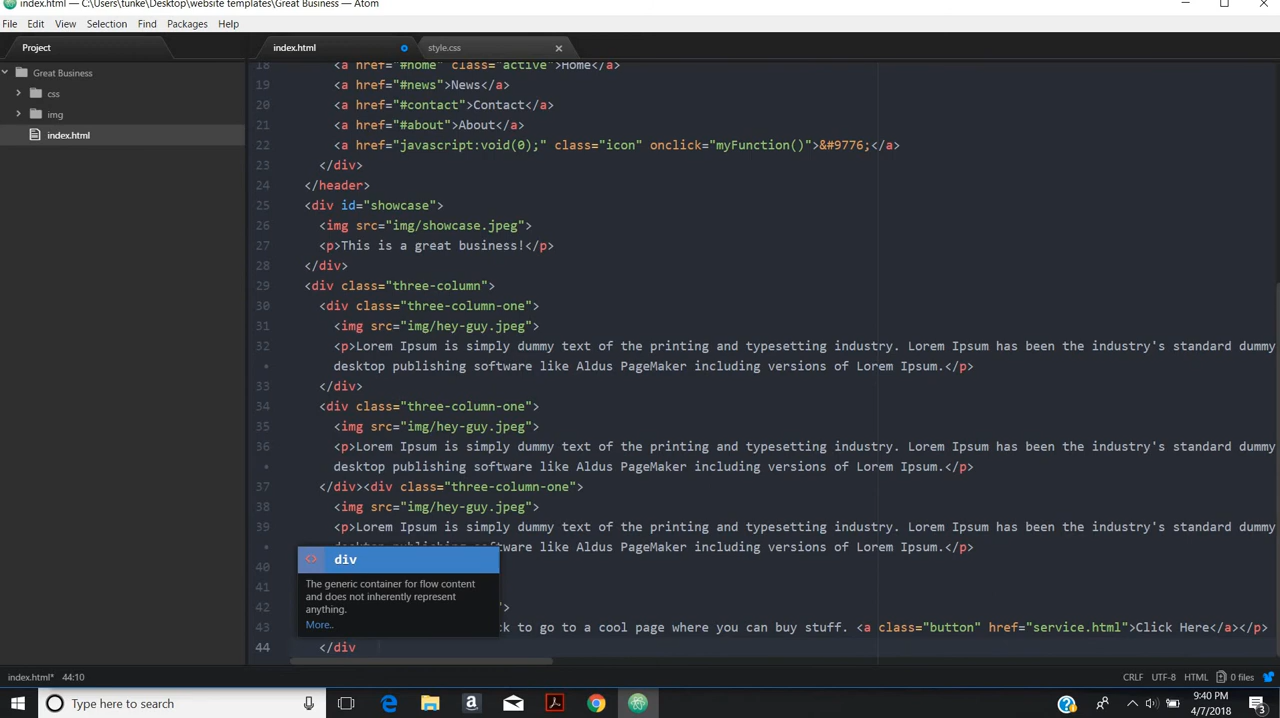 index.html — C:\Users\tunke\Desktop\website templates\Great Business — Atom
File Edit View Selection Find Packages Help
Project index.html style.css
Great Business
css
img
index.html
18 <a href="#home" class="active">Home</a>
19 <a href="#news">News</a>
20 <a href="#contact">Contact</a>
21 <a href="#about">About</a>
22 <a href="javascript:void(0);" class="icon" onclick="myFunction()">&#9776;</a>
23 </div>
24 </header>
25 <div id="showcase">
26 <img src="img/showcase.jpeg">
27 <p>This is a great business!</p>
28 </div>
29 <div class="three-column">
30 <div class="three-column-one">
31 <img src="img/hey-guy.jpeg">
32 <p>Lorem Ipsum is simply dummy text of the printing and typesetting industry. Lorem Ipsum has been the industry's standard dummy
• desktop publishing software like Aldus PageMaker including versions of Lorem Ipsum.</p>
33 </div>
34 <div class="three-column-one">
35 <img src="img/hey-guy.jpeg">
36 <p>Lorem Ipsum is simply dummy text of the printing and typesetting industry. Lorem Ipsum has been the industry's standard dummy
• desktop publishing software like Aldus PageMaker including versions of Lorem Ipsum.</p>
37 </div><div class="three-column-one">
38 <img src="img/hey-guy.jpeg">
39 <p>Lorem Ipsum is simply dummy text of the printing and typesetting industry. Lorem Ipsum has been the industry's standard dummy
• desktop publishing software like Aldus PageMaker including versions of Lorem Ipsum.</p>
40
41
42 ">
43 ck to go to a cool page where you can buy stuff. <a class="button" href="service.html">Click Here</a></p>
44 </div
<> div
The generic container for flow content
and does not inherently represent
anything.
More..
index.html* 44:10 CRLF UTF-8 HTML 0 files
Type here to search
9:40 PM
4/7/2018
3